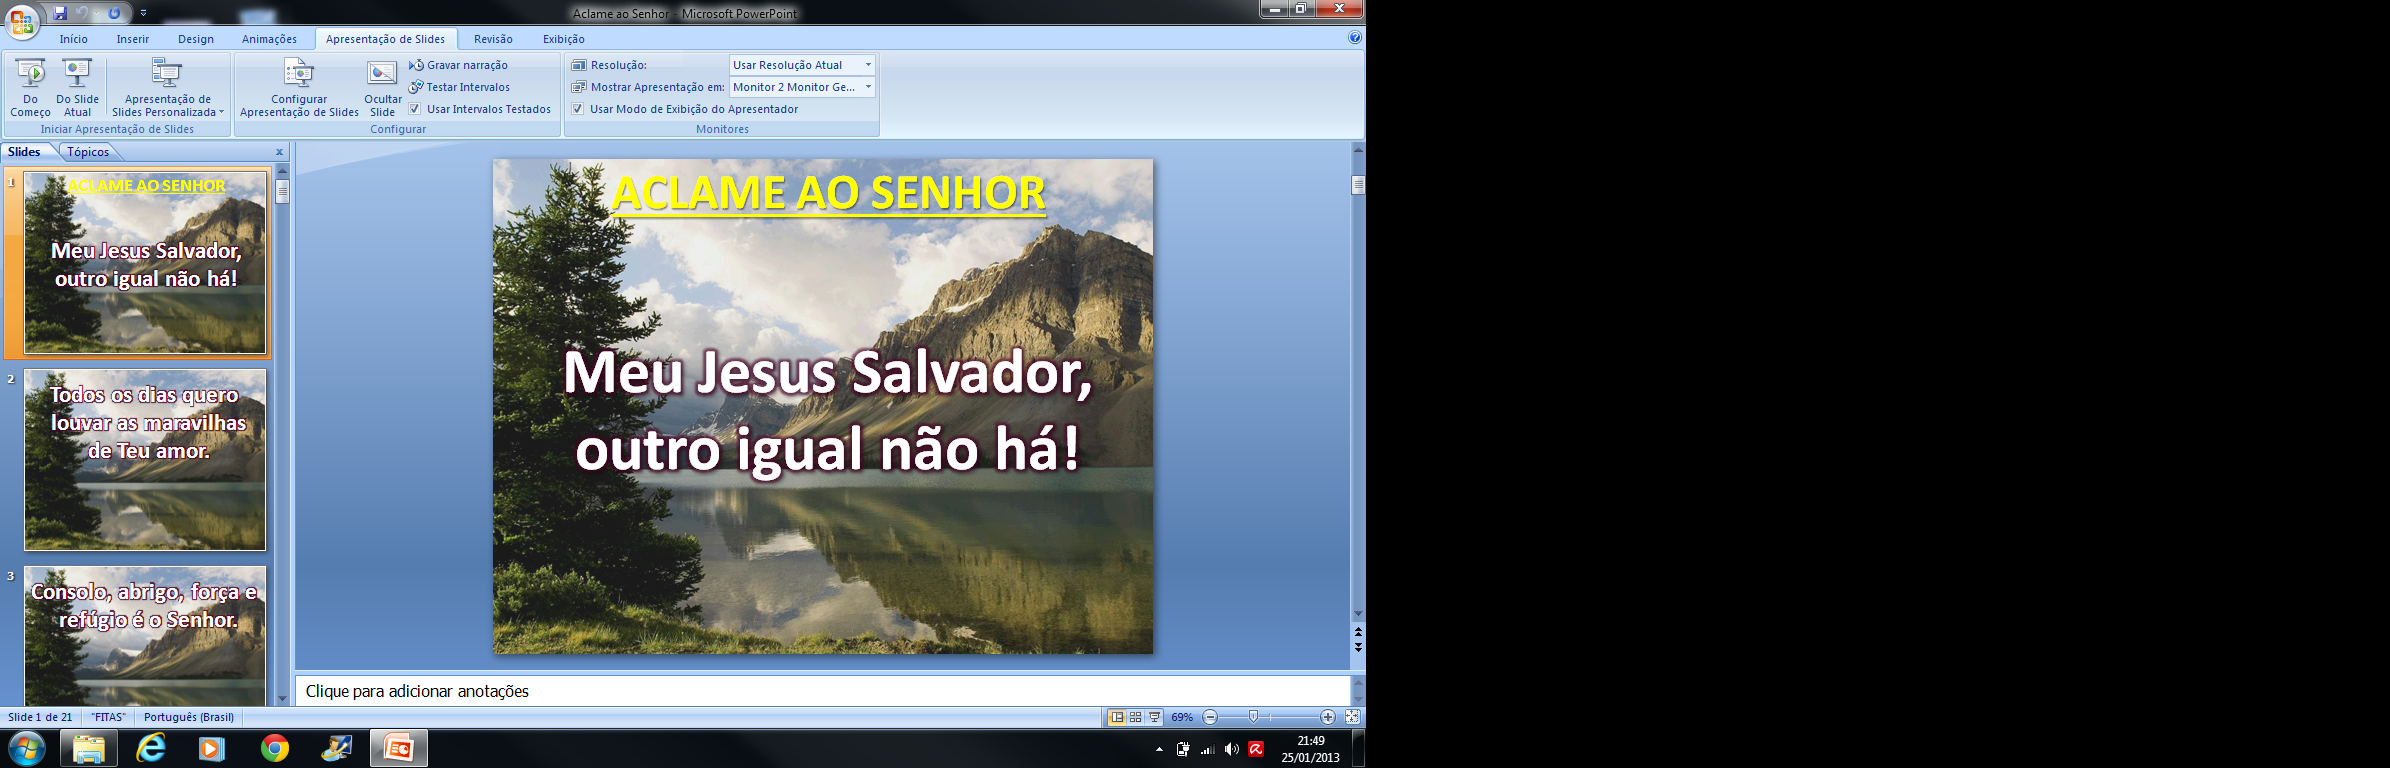 Aclame ao Senhor - Microsoft PowerPoint
Início Inserir Design Animações Apresentação de Slides Revisão Exibição
Do Começo
Do Slide Atual
Apresentação de Slides Personalizada
Iniciar Apresentação de Slides
Configurar Apresentação de Slides
Ocultar Slide
Gravar narração
Testar Intervalos
Usar Intervalos Testados
Configurar
Resolução: Usar Resolução Atual
Mostrar Apresentação em: Monitor 2 Monitor Ge...
Usar Modo de Exibição do Apresentador
Monitores
Slides Tópicos x
1
ACLAME AO SENHOR
Meu Jesus Salvador,
outro igual não há!
2
Todos os dias quero
louvar as maravilhas
de Teu amor.
3
Consolo, abrigo, força e
refúgio é o Senhor.
ACLAME AO SENHOR
Meu Jesus Salvador,
outro igual não há!
Clique para adicionar anotações
Slide 1 de 21 "FITAS" Português (Brasil) 69%
21:49
25/01/2013